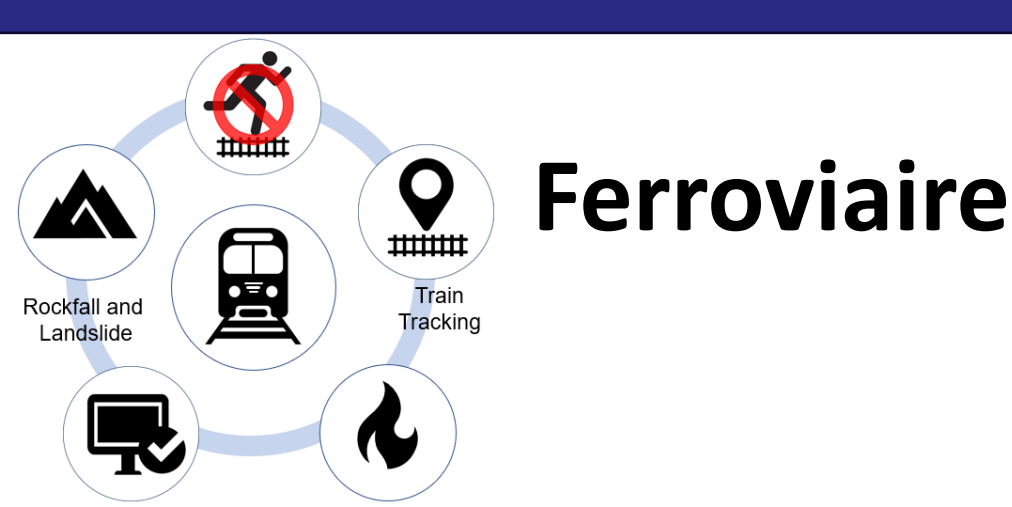 Ferroviaire
Train
Tracking
Rockfall and
Landslide